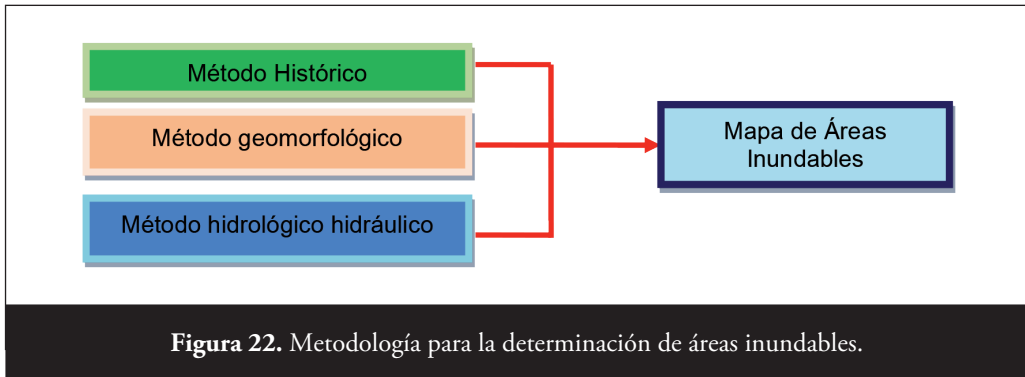 Método Histórico
Método geomorfológico
Método hidrológico hidráulico
Mapa de Áreas
Inundables
Figura 22. Metodología para la determinación de áreas inundables.